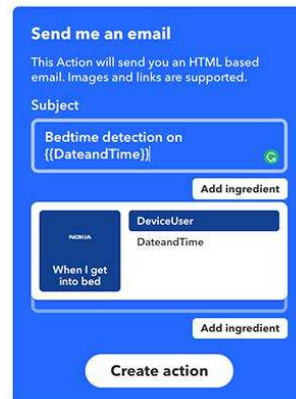 Send me an email
This Action will send you an HTML based
email. Images and links are supported.
Subject
Bedtime detection on
{{DateandTime}}
Add ingredient
NOKIA
When I get
into bed
DeviceUser
DateandTime
Add ingredient
Create action